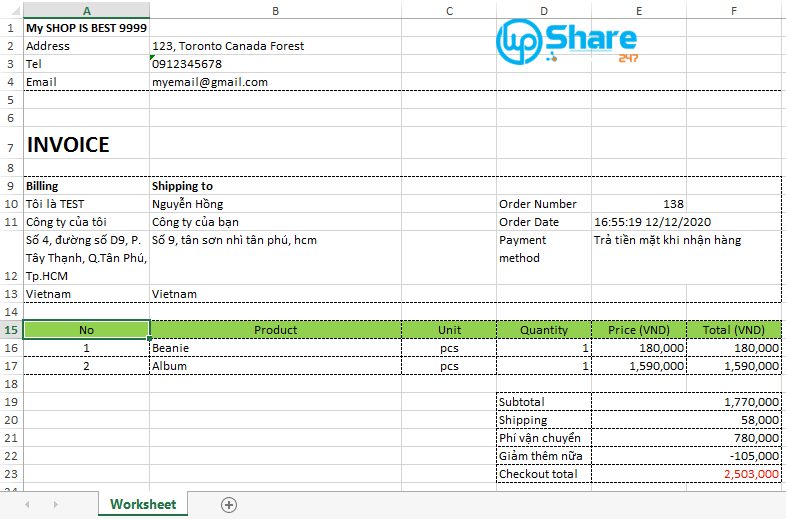 A B C D E F
1 My SHOP IS BEST 9999
2 Address 123, Toronto Canada Forest
3 Tel 0912345678
4 Email myemail@gmail.com
upShare 247
5
6
7 INVOICE
8
9 Billing Shipping to
10 Tôi là TEST Nguyễn Hồng Order Number 138
11 Công ty của tôi Công ty của bạn Order Date 16:55:19 12/12/2020
Số 4, đường số D9, P. Số 9, tân sơn nhì tân phú, hcm Payment Trả tiền mặt khi nhận hàng
Tây Thạnh, Q.Tân Phú, method
12 Tp.HCM
13 Vietnam Vietnam
14
15 No Product Unit Quantity Price (VND) Total (VND)
16 1 Beanie pcs 1 180,000 180,000
17 2 Album pcs 1 1,590,000 1,590,000
18
19 Subtotal 1,770,000
20 Shipping 58,000
21 Phí vận chuyển 780,000
22 Giảm thêm nữa -105,000
23 Checkout total 2,503,000
Worksheet